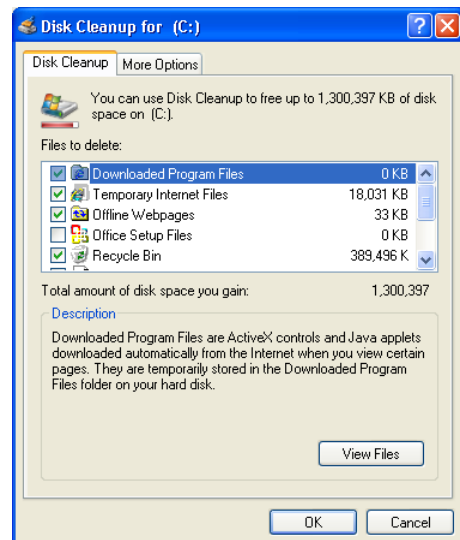 Disk Cleanup for (C:)
Disk Cleanup More Options
You can use Disk Cleanup to free up to 1,300,397 KB of disk
space on (C:).
Files to delete:
Downloaded Program Files 0 KB
Temporary Internet Files 18,031 KB
Offline Webpages 33 KB
Office Setup Files 0 KB
Recycle Bin 389,496 K
Total amount of disk space you gain: 1,300,397
Description
Downloaded Program Files are ActiveX controls and Java applets
downloaded automatically from the Internet when you view certain
pages. They are temporarily stored in the Downloaded Program
Files folder on your hard disk.
View Files
OK Cancel